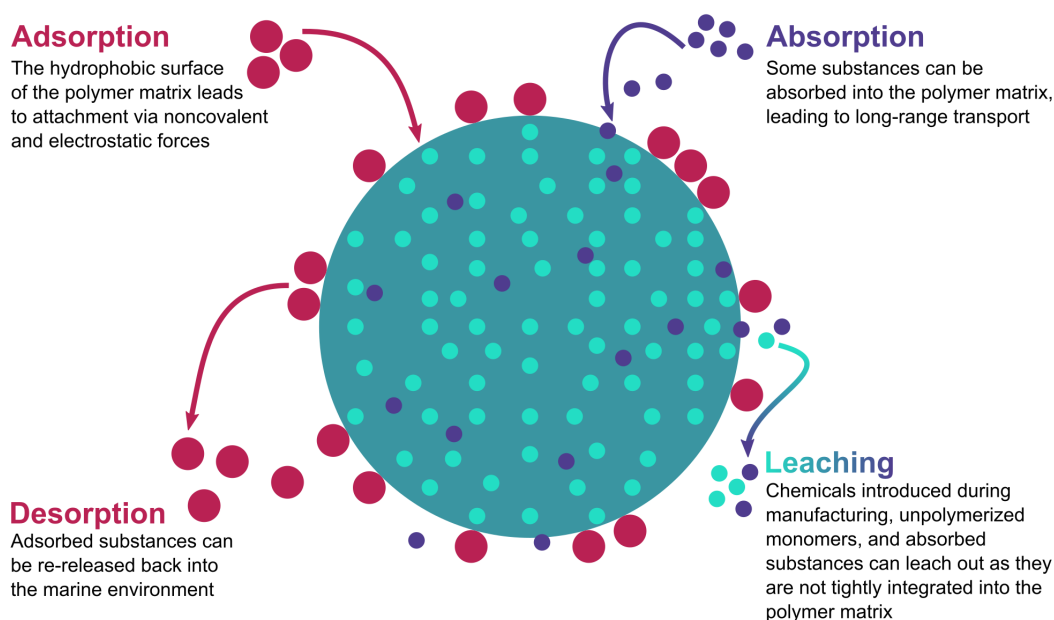 Adsorption
The hydrophobic surface
of the polymer matrix leads
to attachment via noncovalent
and electrostatic forces
Absorption
Some substances can be
absorbed into the polymer matrix,
leading to long-range transport
Desorption
Adsorbed substances can
be re-released back into
the marine environment
Leaching
Chemicals introduced during
manufacturing, unpolymerized
monomers, and absorbed
substances can leach out as they
are not tightly integrated into the
polymer matrix